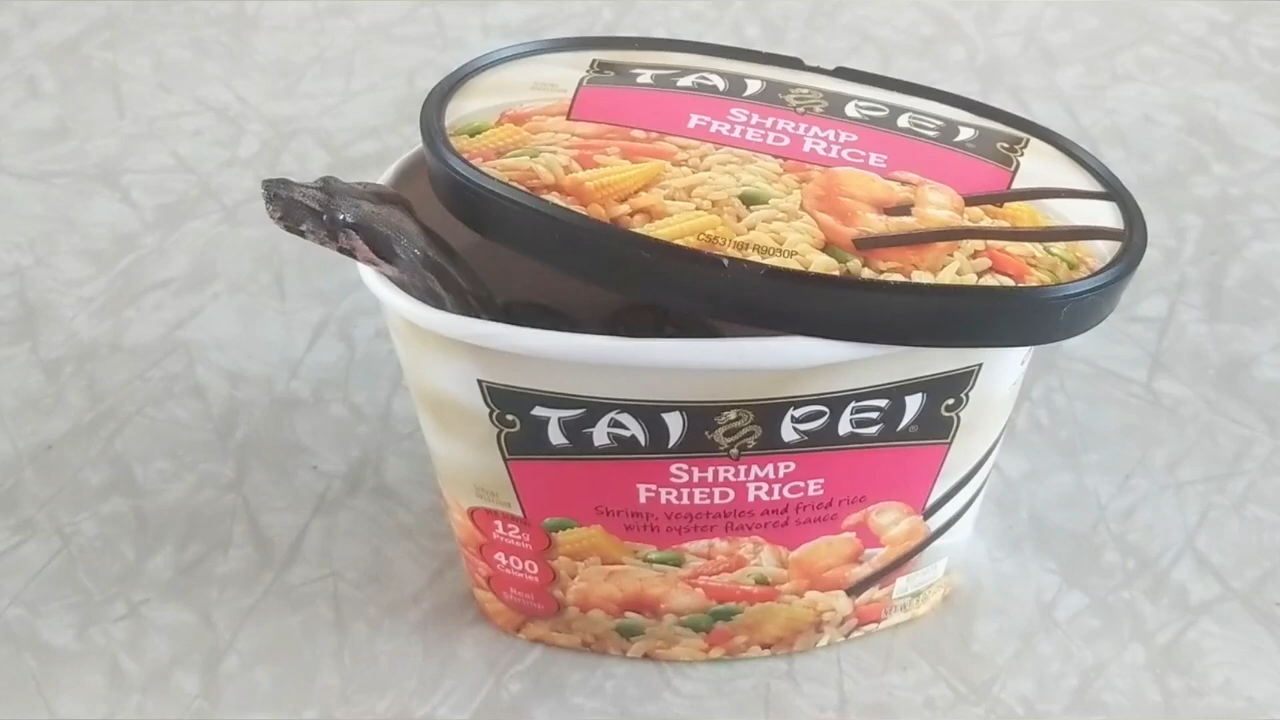 TAI PEI
SHRIMP
FRIED RICE
C5531161 R9030P
TAI PEI
SHRIMP
FRIED RICE
Shrimp, vegetables and fried rice
with oyster flavored sauce
12g
Protein
400
Calories
Real
Shrimp